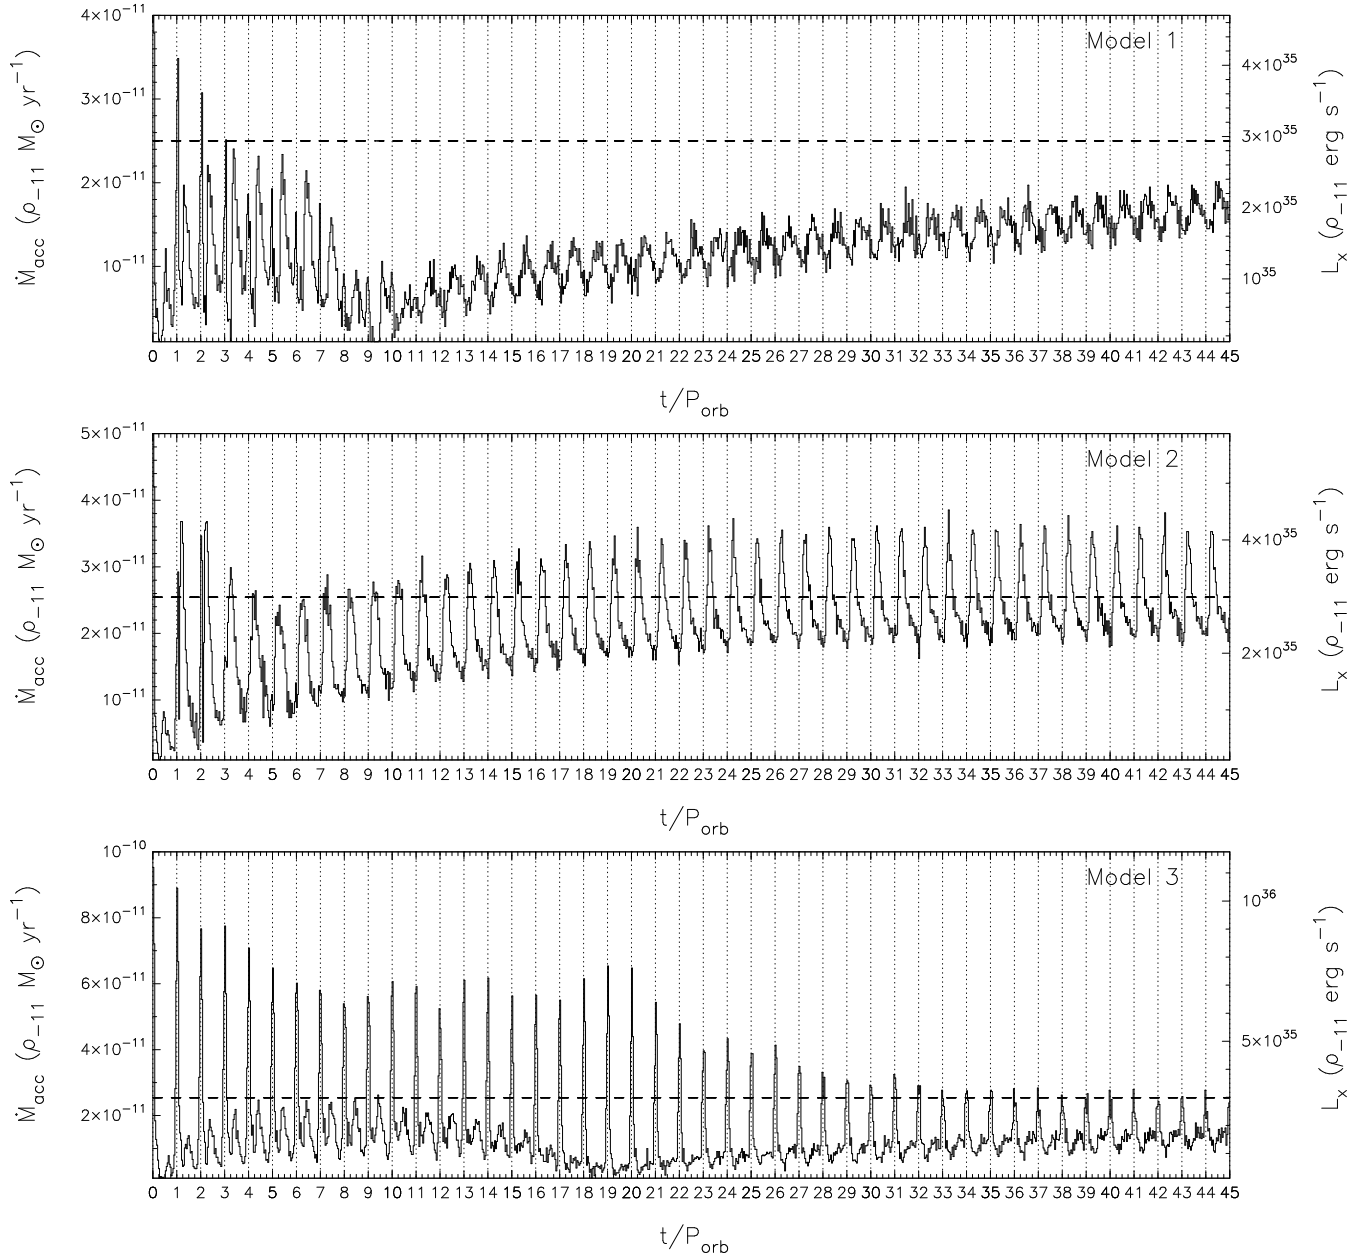 Model 1
4×10⁻¹¹
3×10⁻¹¹
2×10⁻¹¹
10⁻¹¹
Ṁacc (ρ₋₁₁ M⊙ yr⁻¹)
4×10³⁵
3×10³⁵
2×10³⁵
10³⁵
Lx (ρ₋₁₁ erg s⁻¹)
0 1 2 3 4 5 6 7 8 9 10 11 12 13 14 15 16 17 18 19 20 21 22 23 24 25 26 27 28 29 30 31 32 33 34 35 36 37 38 39 40 41 42 43 44 45
t/Porb
Model 2
5×10⁻¹¹
4×10⁻¹¹
3×10⁻¹¹
2×10⁻¹¹
10⁻¹¹
Ṁacc (ρ₋₁₁ M⊙ yr⁻¹)
4×10³⁵
2×10³⁵
Lx (ρ₋₁₁ erg s⁻¹)
0 1 2 3 4 5 6 7 8 9 10 11 12 13 14 15 16 17 18 19 20 21 22 23 24 25 26 27 28 29 30 31 32 33 34 35 36 37 38 39 40 41 42 43 44 45
t/Porb
Model 3
10⁻¹⁰
8×10⁻¹¹
6×10⁻¹¹
4×10⁻¹¹
2×10⁻¹¹
Ṁacc (ρ₋₁₁ M⊙ yr⁻¹)
10³⁶
5×10³⁵
Lx (ρ₋₁₁ erg s⁻¹)
0 1 2 3 4 5 6 7 8 9 10 11 12 13 14 15 16 17 18 19 20 21 22 23 24 25 26 27 28 29 30 31 32 33 34 35 36 37 38 39 40 41 42 43 44 45
t/Porb